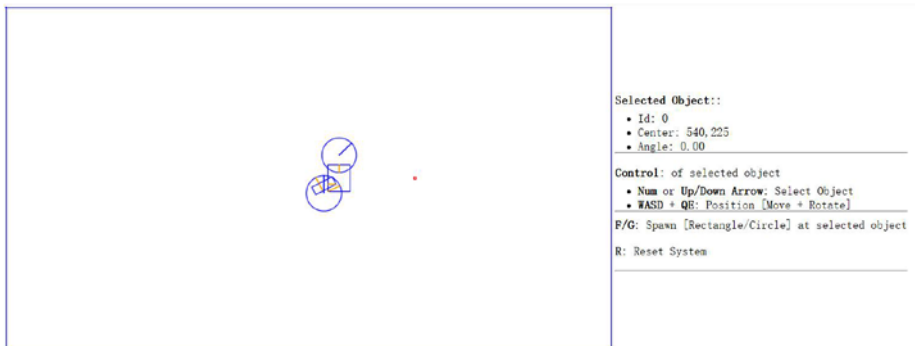 Selected Object::
• Id: 0
• Center: 540,225
• Angle: 0.00
Control: of selected object
• Num or Up/Down Arrow: Select Object
• WASD + QE: Position [Move + Rotate]
F/G: Spawn [Rectangle/Circle] at selected object
R: Reset System